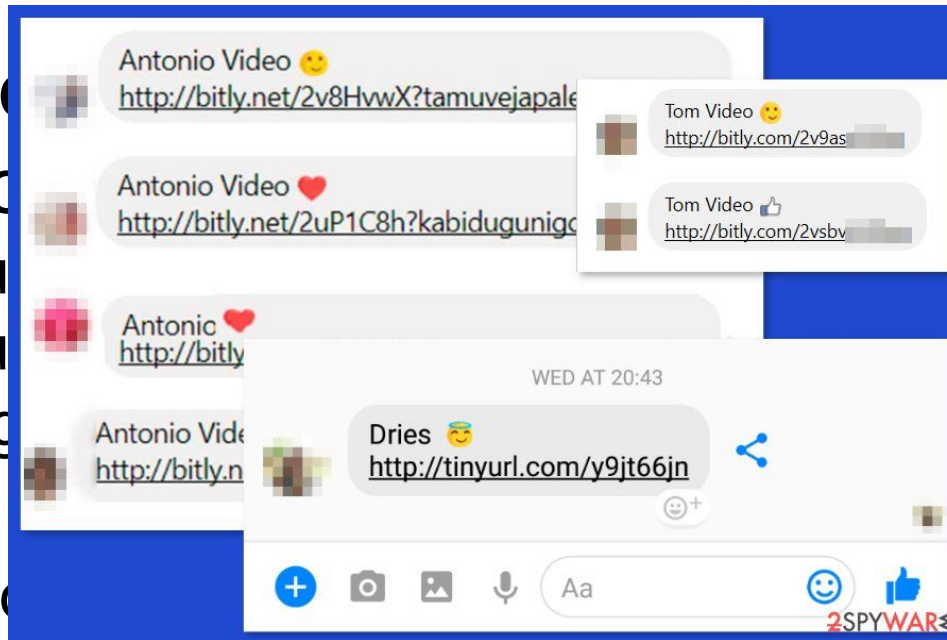 Antonio Video 🙂
http://bitly.net/2v8HvwX?tamuvejapale
Antonio Video ❤️
http://bitly.net/2uP1C8h?kabidugunigo
Antonio ❤️
http://bitly
Antonio Vide
http://bitly.n
Tom Video 🙂
http://bitly.com/2v9as
Tom Video 👍
http://bitly.com/2vsbv
WED AT 20:43
Dries 😇
http://tinyurl.com/y9jt66jn
Aa
2SPYWAR